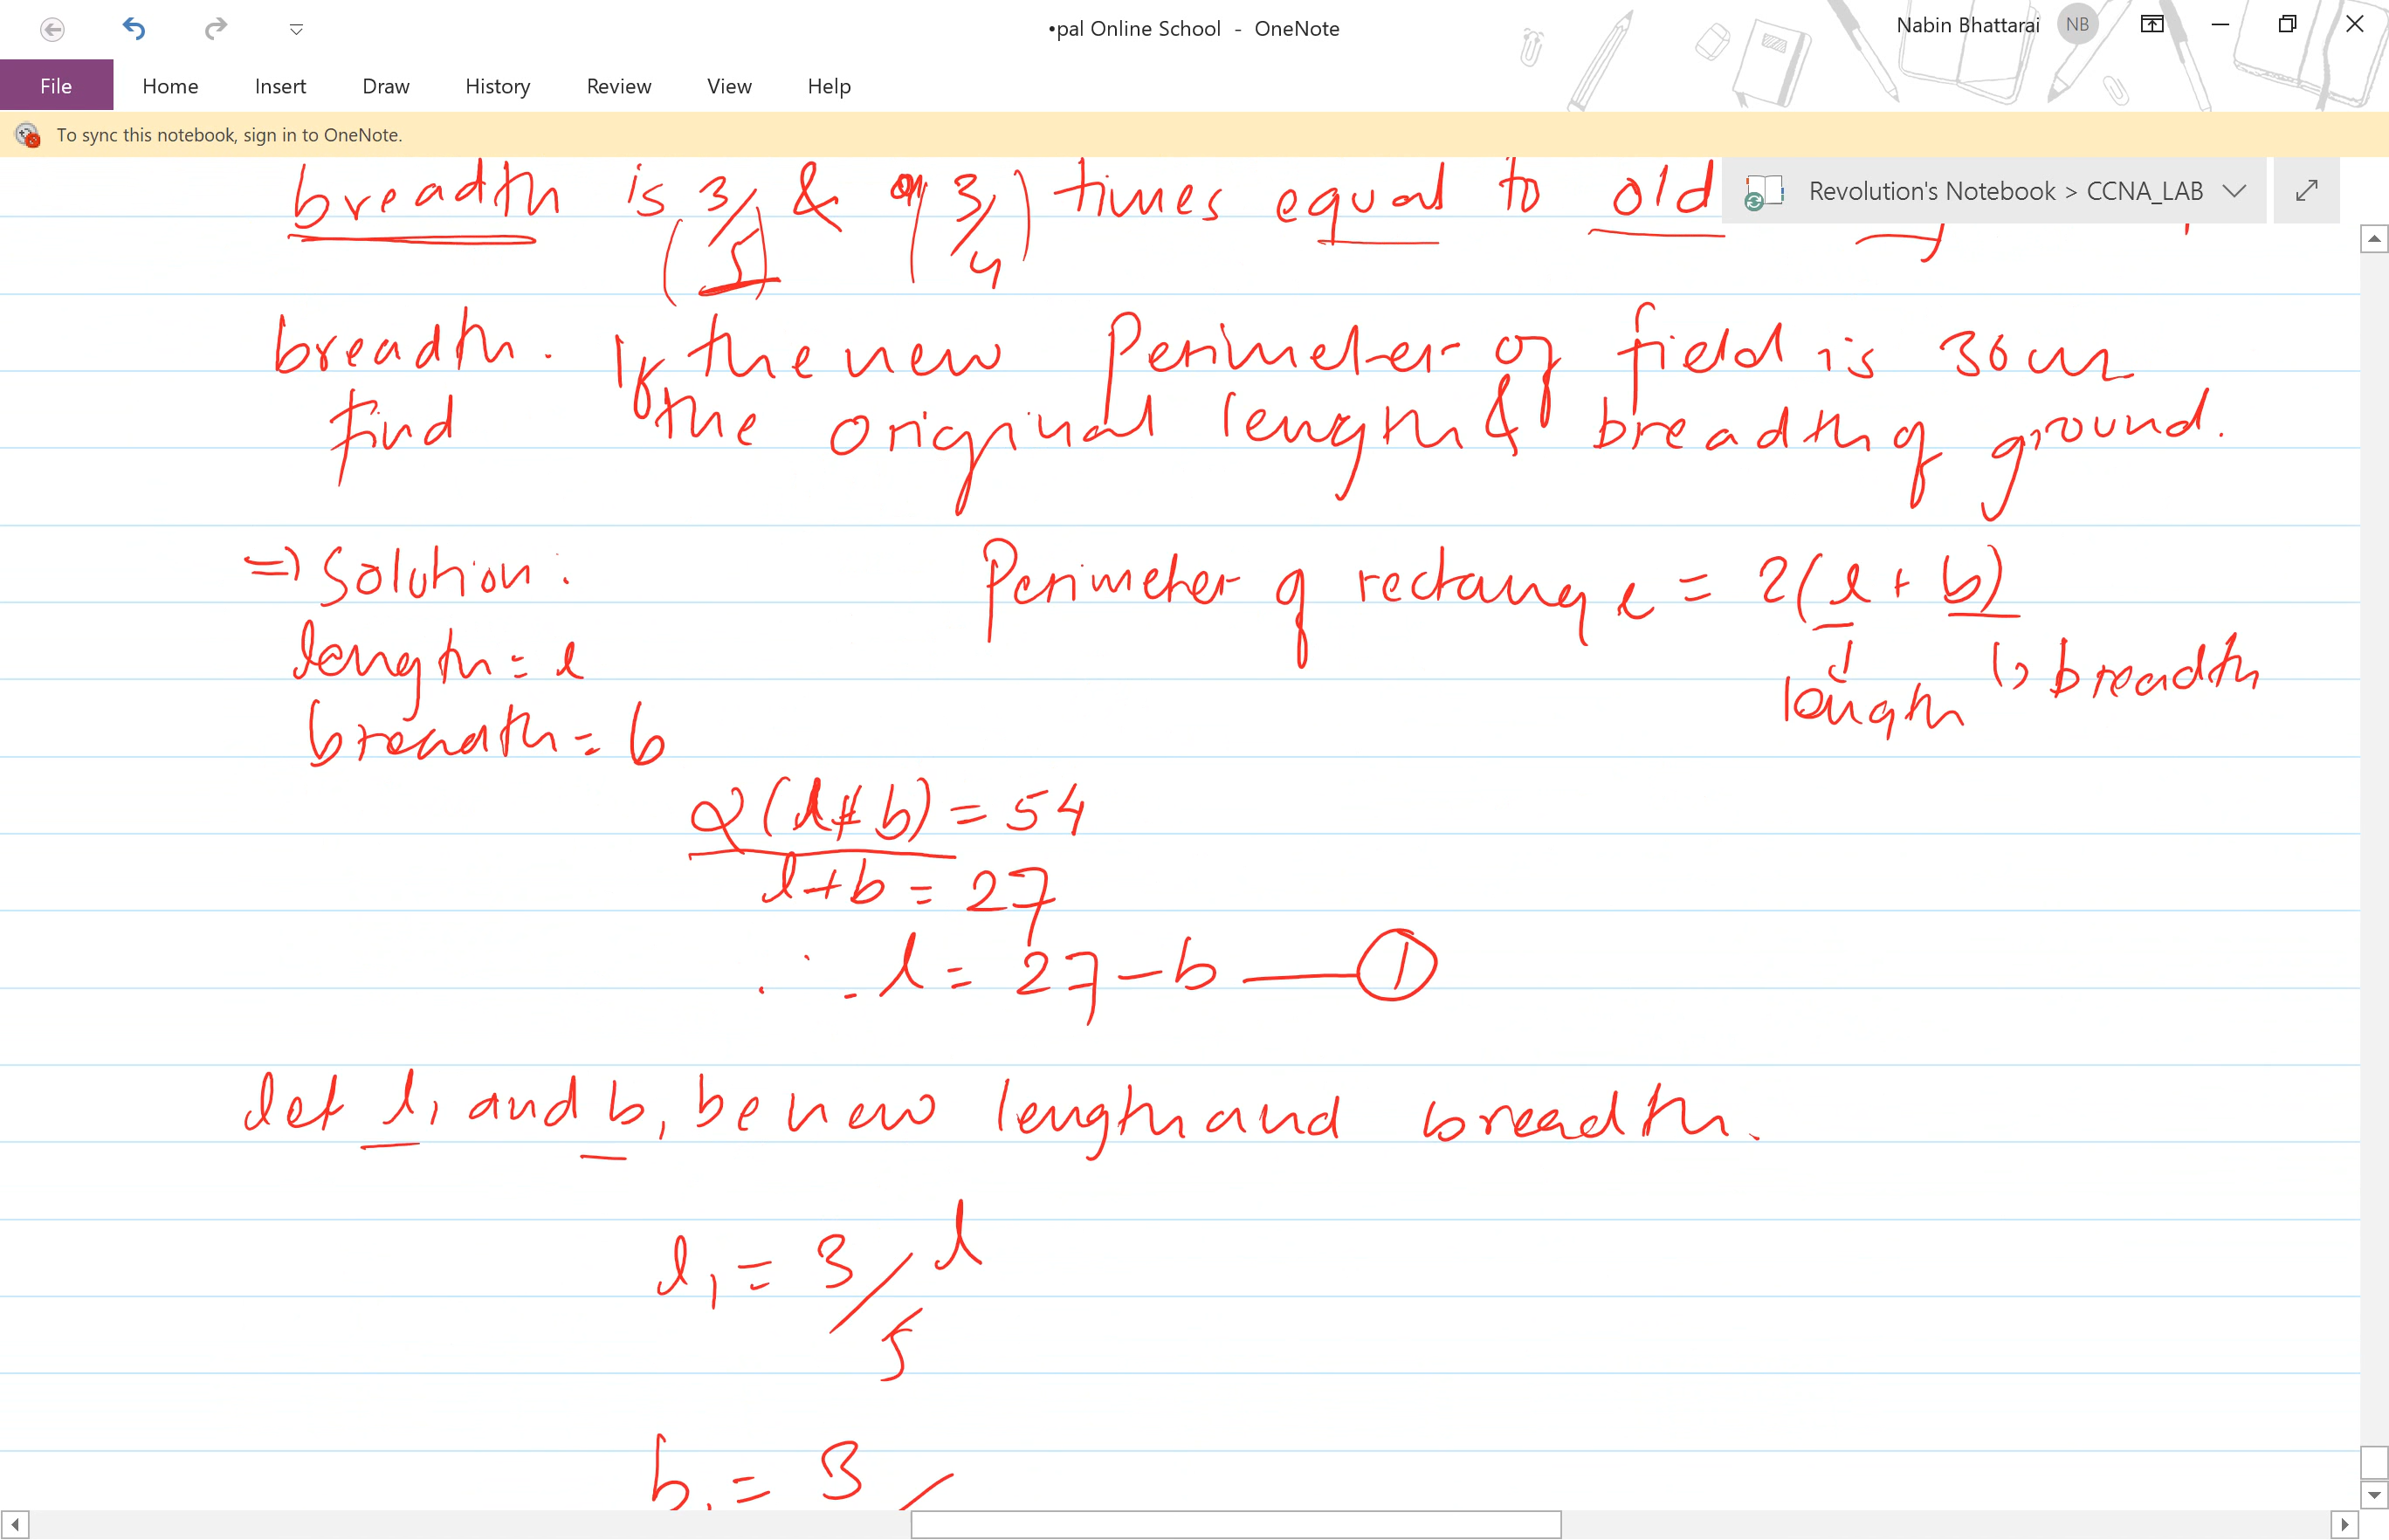 •pal Online School - OneNote
Nabin Bhattarai NB
File Home Insert Draw History Review View Help
To sync this notebook, sign in to OneNote.
Revolution's Notebook > CCNA_LAB
breadth is (3/5) & (3/4) times equal to old
breadth. If the new Perimeter of field is 36m
find the original length & breadth of ground.
=> Solution: Perimeter of rectangle = 2(l + b)
length = l
length breadth
breadth = b
2(l+b) = 54
l+b = 27
∴ l = 27-b — 1
let l₁ and b₁ be new length and breadth.
l₁ = 3/5 l
b₁ = 3/